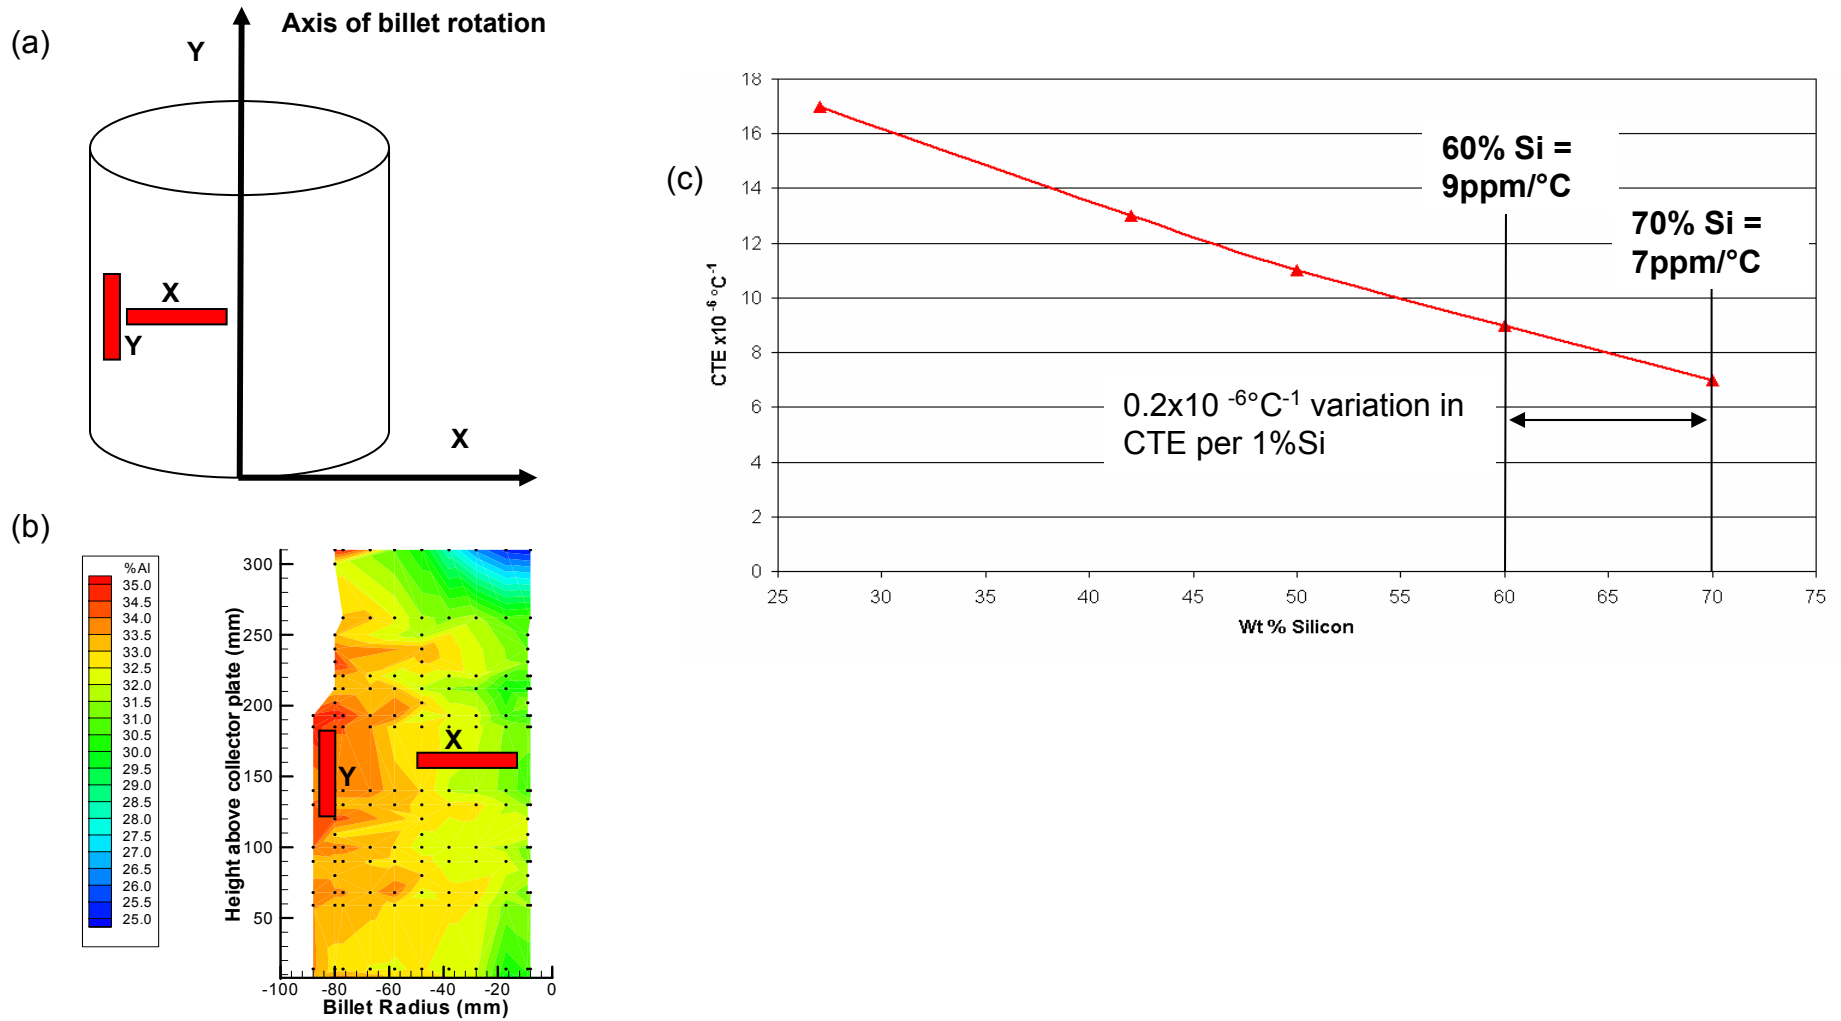 (a)
Axis of billet rotation
Y
X
Y
X
(b)
%Al
35.0
34.5
34.0
33.5
33.0
32.5
32.0
31.5
31.0
30.5
30.0
29.5
29.0
28.5
28.0
27.5
27.0
26.5
26.0
25.5
25.0
Height above collector plate (mm)
300
250
200
150
100
50
X
Y
-100 -80 -60 -40 -20 0
Billet Radius (mm)
(c)
CTE x10 -6 °C-1
18
16
14
12
10
8
6
4
2
0
60% Si =
9ppm/°C
70% Si =
7ppm/°C
0.2x10 -6°C-1 variation in
CTE per 1%Si
25 30 35 40 45 50 55 60 65 70 75
Wt % Silicon